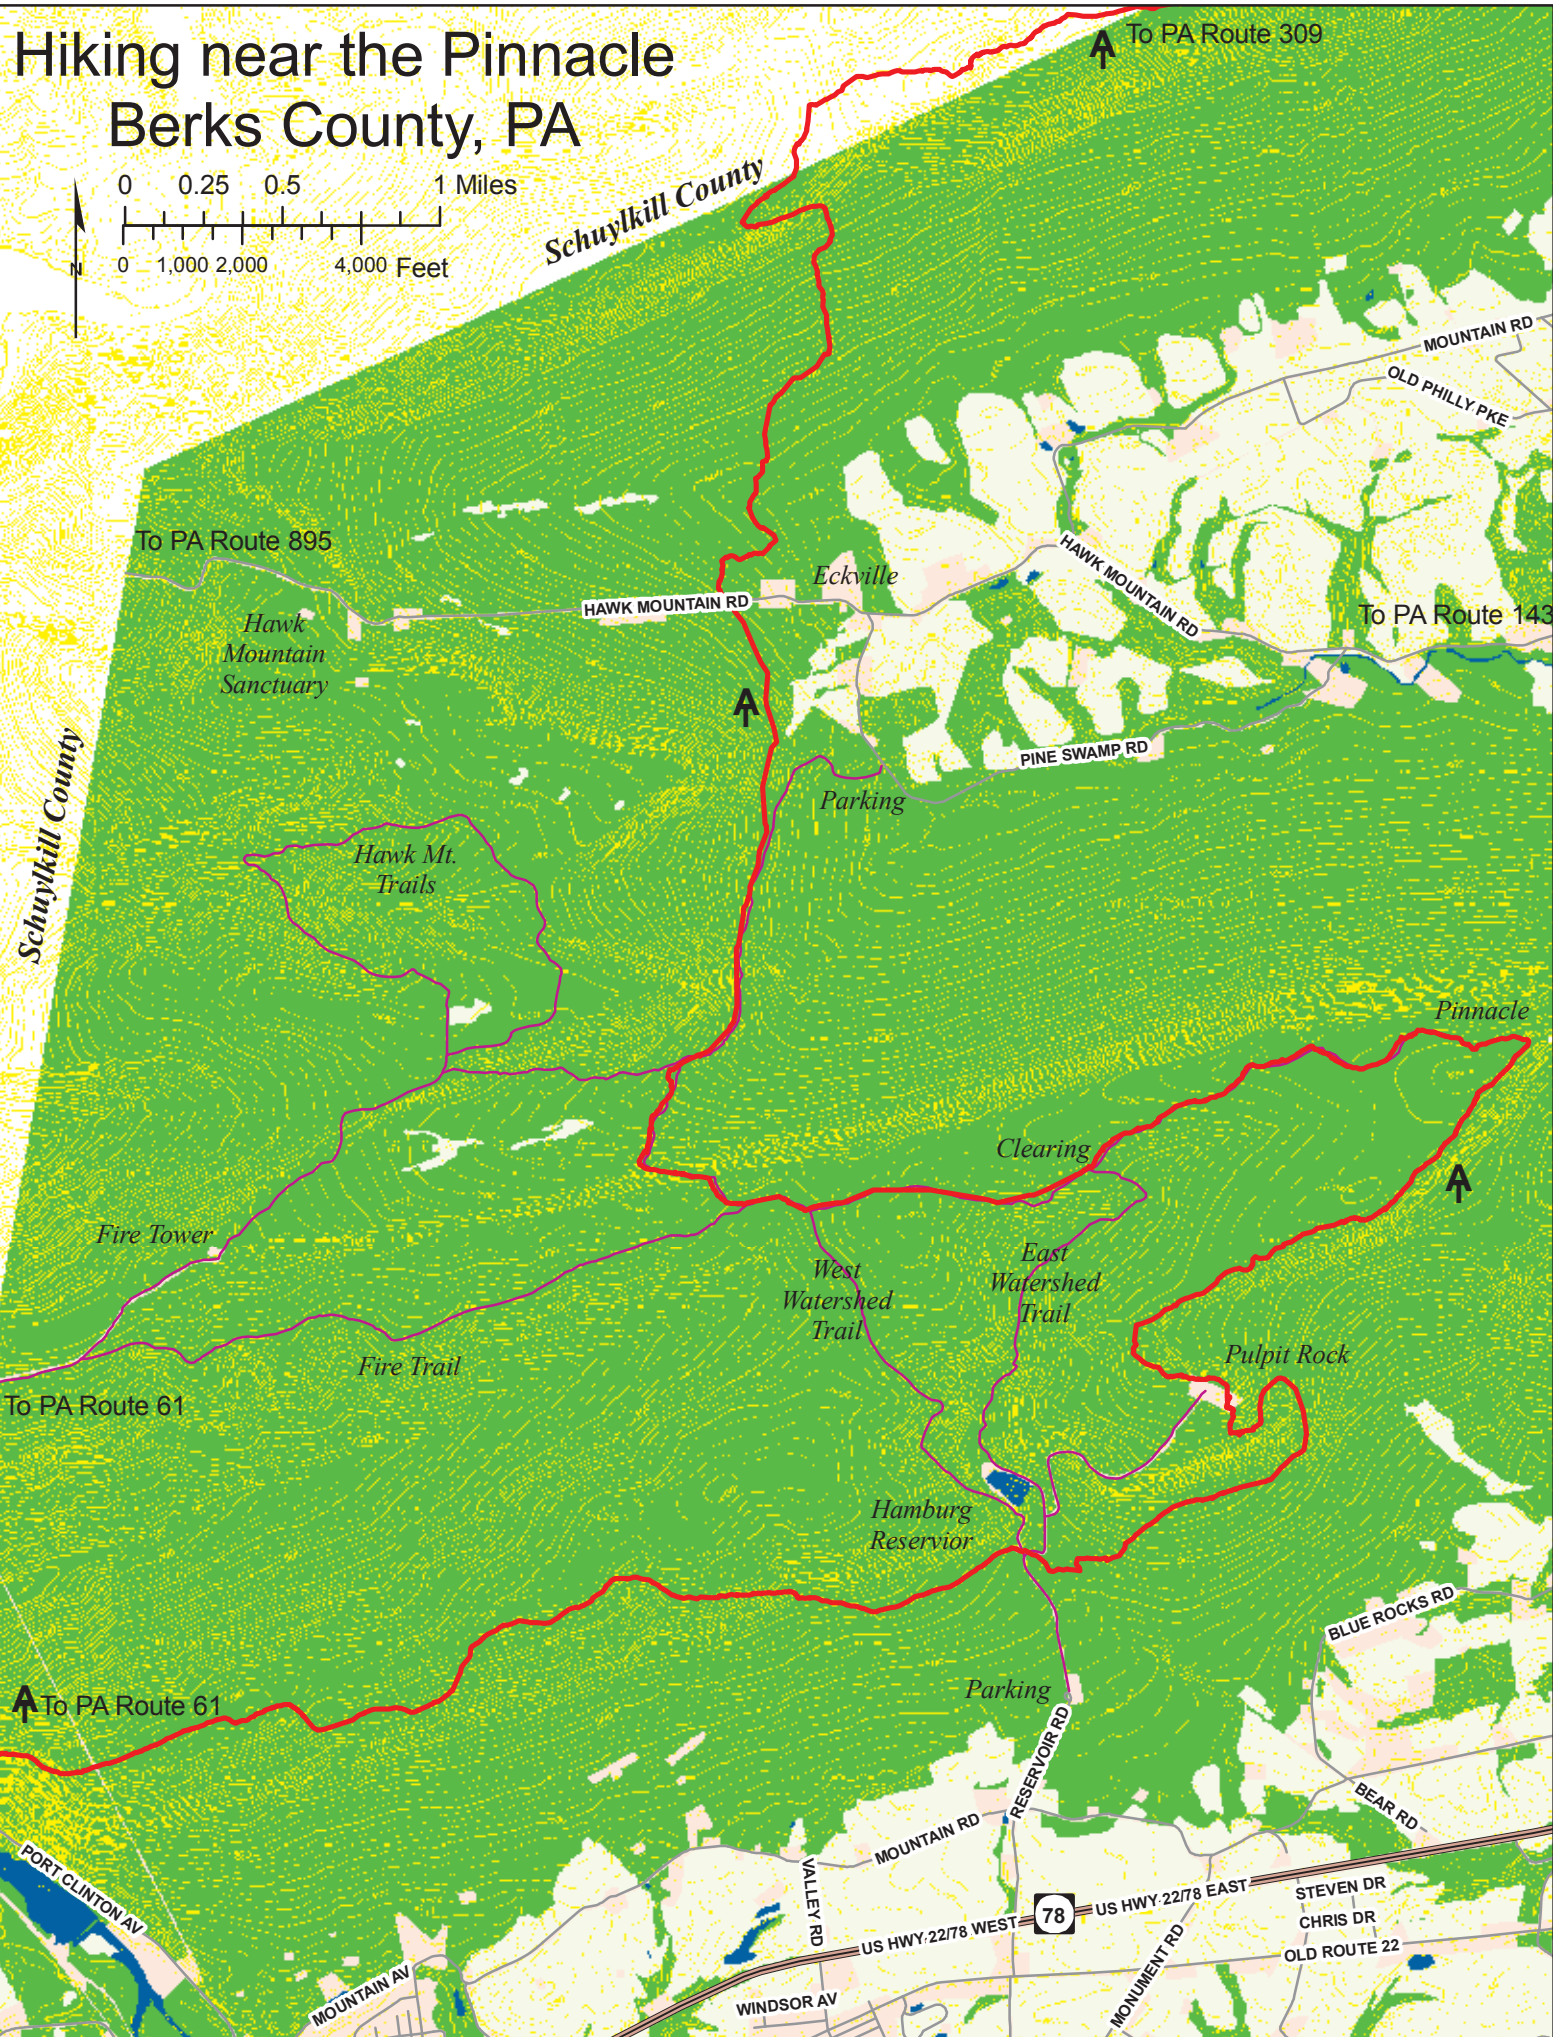 Hiking near the Pinnacle
Berks County, PA
To PA Route 309
0 0.25 0.5 1 Miles
0 1,000 2,000 4,000 Feet
N
Schuylkill County
MOUNTAIN RD
OLD PHILLY PKE
To PA Route 895
HAWK MOUNTAIN RD
Eckville
HAWK MOUNTAIN RD
To PA Route 143
Hawk
Mountain
Sanctuary
PINE SWAMP RD
Parking
Schuylkill County
Hawk Mt.
Trails
Pinnacle
Clearing
Fire Tower
West
Watershed
Trail
East
Watershed
Trail
Fire Trail
Pulpit Rock
To PA Route 61
Hamburg
Reservior
BLUE ROCKS RD
Parking
To PA Route 61
RESERVOIR RD
BEAR RD
MOUNTAIN RD
PORT CLINTON AV
VALLEY RD
US HWY 22/78 WEST
78
US HWY 22/78 EAST
STEVEN DR
CHRIS DR
OLD ROUTE 22
MONUMENT RD
MOUNTAIN AV
WINDSOR AV